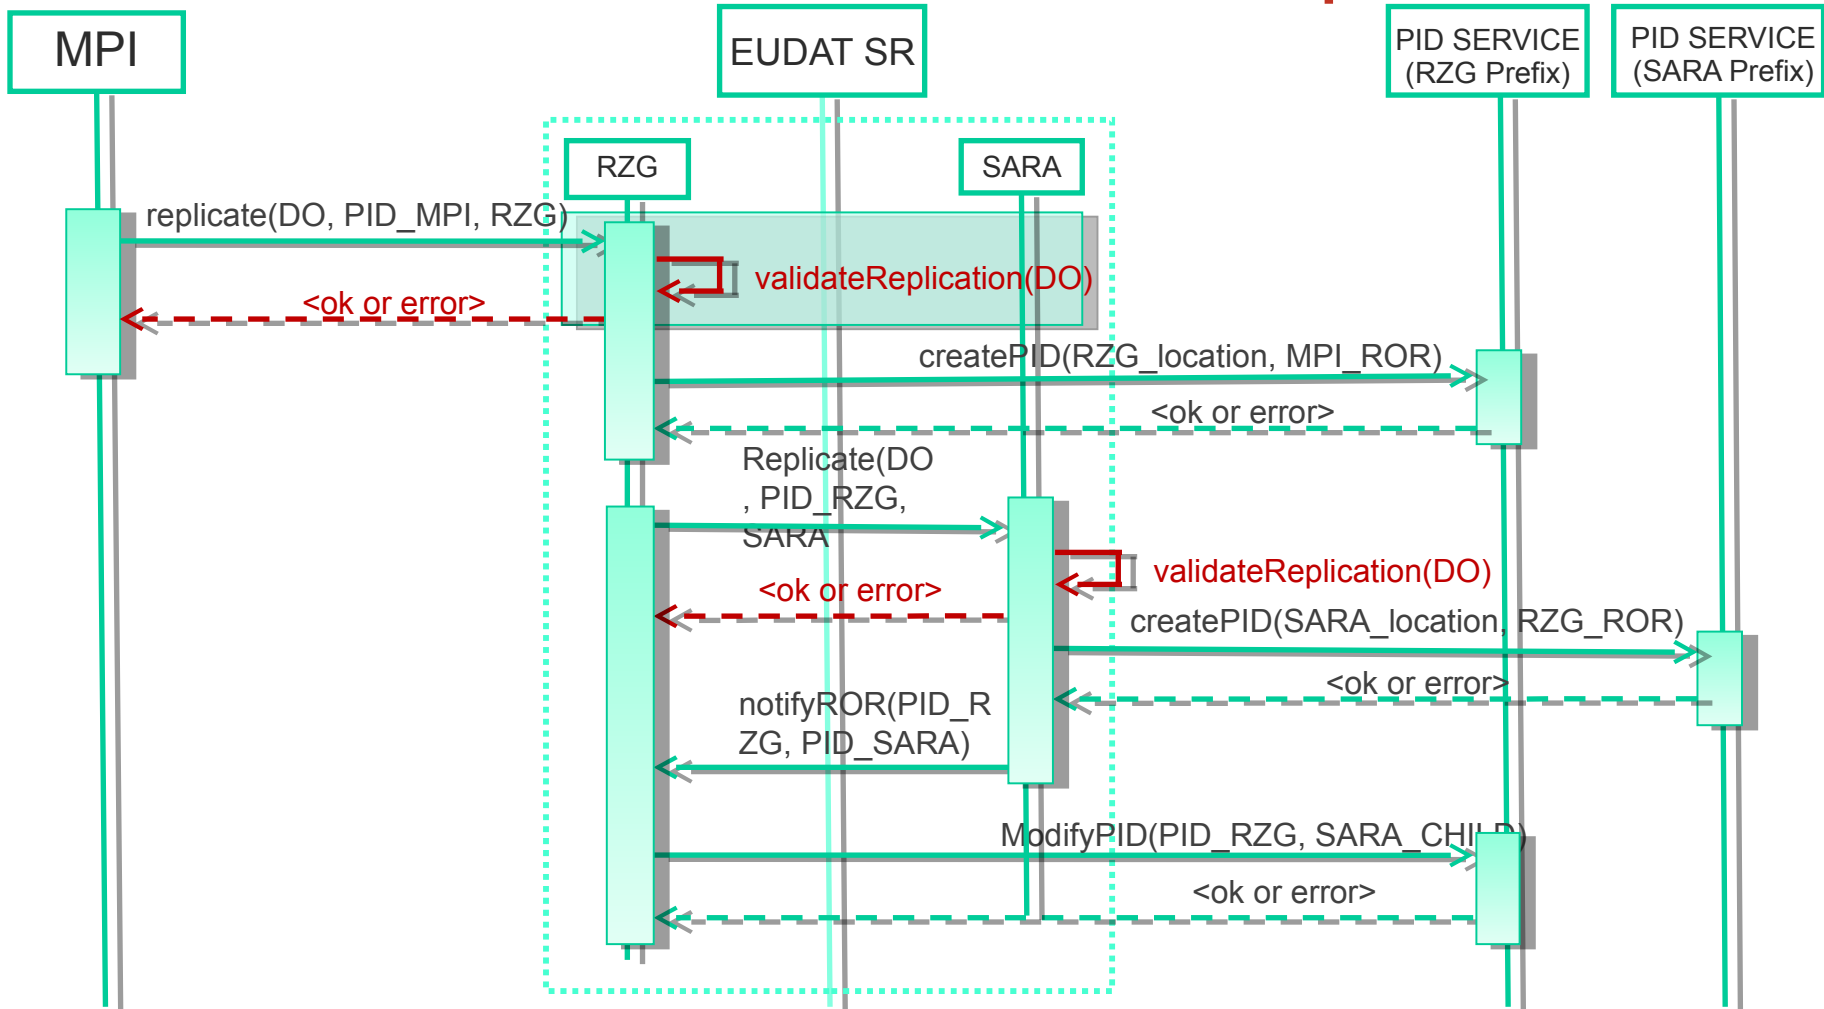 MPI
EUDAT SR
PID SERVICE
(RZG Prefix)
PID SERVICE
(SARA Prefix)
RZG
SARA
replicate(DO, PID_MPI, RZG)
validateReplication(DO)
<ok or error>
createPID(RZG_location, MPI_ROR)
<ok or error>
Replicate(DO
, PID_RZG,
SARA
validateReplication(DO)
<ok or error>
createPID(SARA_location, RZG_ROR)
<ok or error>
notifyROR(PID_R
ZG, PID_SARA)
ModifyPID(PID_RZG, SARA_CHILD)
<ok or error>